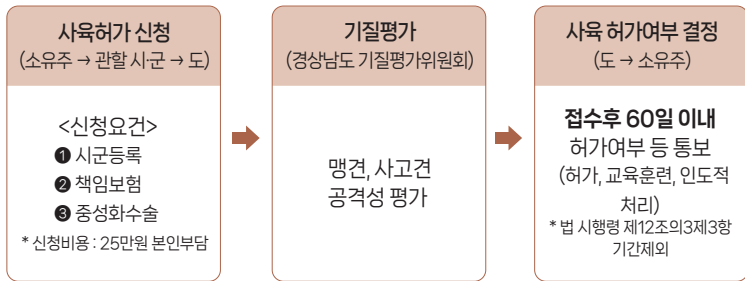 사육허가 신청
(소유주 → 관할 시·군 → 도)
<신청요건>
❶ 시군등록
❷ 책임보험
❸ 중성화수술
* 신청비용 : 25만원 본인부담
기질평가
(경상남도 기질평가위원회)
맹견, 사고견
공격성 평가
사육 허가여부 결정
(도 → 소유주)
접수후 60일 이내
허가여부 등 통보
(허가, 교육훈련, 인도적
처리)
* 법 시행령 제12조의3제3항
기간제외